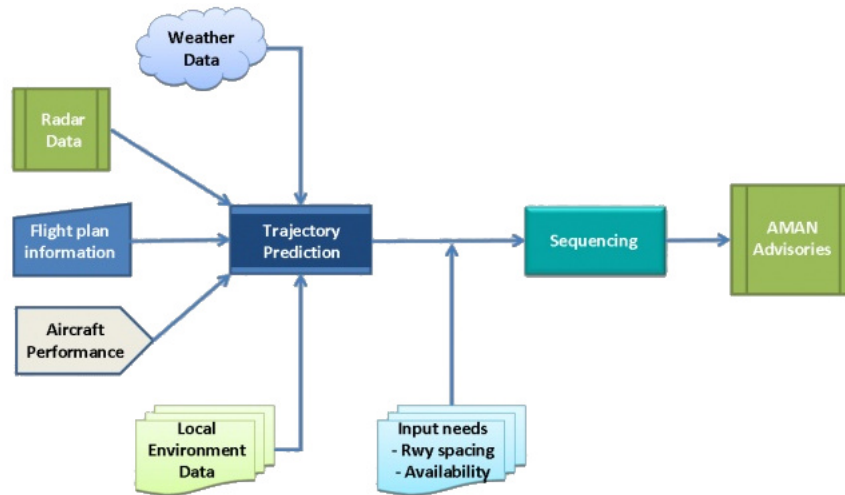 Weather
Data
Radar
Data
Flight plan
information
Trajectory
Prediction
Sequencing
AMAN
Advisories
Aircraft
Performance
Local
Environment
Data
Input needs
- Rwy spacing
- Availability